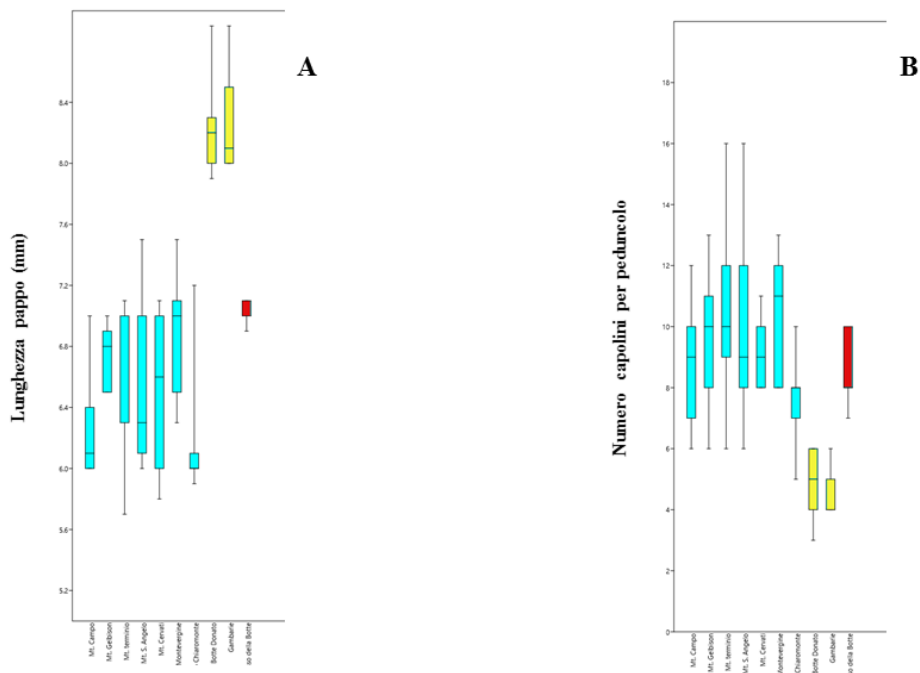 A
Lunghezza pappo (mm)
8.4
8.0
7.6
7.2
6.8
6.4
6.0
5.6
5.2
Mt. Campo
Mt. Gelbison
Mt. terminio
Mt. S. Angelo
Mt. Cervati
Montevergine
Chiaromonte
Botte Donato
Gambarie
so della Botte
B
Numero capolini per peduncolo
18
16
14
12
10
8
6
4
2
0
Mt. Campo
Mt. Gelbison
Mt. terminio
Mt. S. Angelo
Mt. Cervati
Montevergine
Chiaromonte
Botte Donato
Gambarie
so della Botte